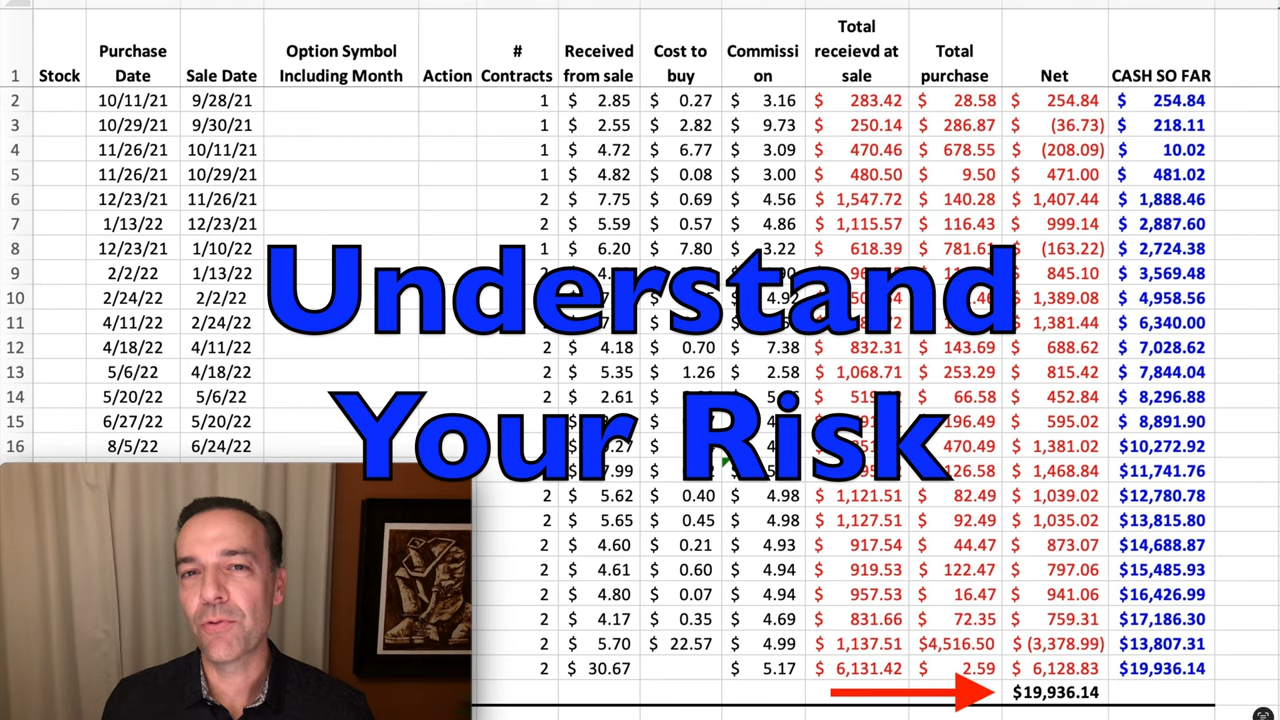 Total
Purchase Option Symbol # Received Cost to Commissi receievd at Total
1 Stock Date Sale Date Including Month Action Contracts from sale buy on sale purchase Net CASH SO FAR
2 10/11/21 9/28/21 1 $ 2.85 $ 0.27 $ 3.16 $ 283.42 $ 28.58 $ 254.84 $ 254.84
3 10/29/21 9/30/21 1 $ 2.55 $ 2.82 $ 9.73 $ 250.14 $ 286.87 $ (36.73) $ 218.11
4 11/26/21 10/11/21 1 $ 4.72 $ 6.77 $ 3.09 $ 470.46 $ 678.55 $ (208.09) $ 10.02
5 11/26/21 10/29/21 1 $ 4.82 $ 0.08 $ 3.00 $ 480.50 $ 9.50 $ 471.00 $ 481.02
6 12/23/21 11/26/21 2 $ 7.75 $ 0.69 $ 4.56 $ 1,547.72 $ 140.28 $ 1,407.44 $ 1,888.46
7 1/13/22 12/23/21 2 $ 5.59 $ 0.57 $ 4.86 $ 1,115.57 $ 116.43 $ 999.14 $ 2,887.60
8 12/23/21 1/10/22 1 $ 6.20 $ 7.80 $ 3.22 $ 618.39 $ 781.61 $ (163.22) $ 2,724.38
9 2/2/22 1/13/22 $ 845.10 $ 3,569.48
10 2/24/22 2/2/22 $ 1,389.08 $ 4,958.56
11 4/11/22 2/24/22 $ 1,381.44 $ 6,340.00
12 4/18/22 4/11/22 2 $ 4.18 $ 0.70 $ 7.38 $ 832.31 $ 143.69 $ 688.62 $ 7,028.62
13 5/6/22 4/18/22 2 $ 5.35 $ 1.26 $ 2.58 $ 1,068.71 $ 253.29 $ 815.42 $ 7,844.04
14 5/20/22 5/6/22 2 $ 2.61 $ 66.58 $ 452.84 $ 8,296.88
15 6/27/22 5/20/22 196.49 $ 595.02 $ 8,891.90
16 8/5/22 6/24/22 470.49 $ 1,381.02 $10,272.92
126.58 $ 1,468.84 $11,741.76
2 $ 5.62 $ 0.40 $ 4.98 $ 1,121.51 $ 82.49 $ 1,039.02 $12,780.78
2 $ 5.65 $ 0.45 $ 4.98 $ 1,127.51 $ 92.49 $ 1,035.02 $13,815.80
2 $ 4.60 $ 0.21 $ 4.93 $ 917.54 $ 44.47 $ 873.07 $14,688.87
2 $ 4.61 $ 0.60 $ 4.94 $ 919.53 $ 122.47 $ 797.06 $15,485.93
2 $ 4.80 $ 0.07 $ 4.94 $ 957.53 $ 16.47 $ 941.06 $16,426.99
2 $ 4.17 $ 0.35 $ 4.69 $ 831.66 $ 72.35 $ 759.31 $17,186.30
2 $ 5.70 $ 22.57 $ 4.99 $ 1,137.51 $4,516.50 $ (3,378.99) $13,807.31
2 $ 30.67 $ 5.17 $ 6,131.42 $ 2.59 $ 6,128.83 $19,936.14
$19,936.14
Understand
Your Risk